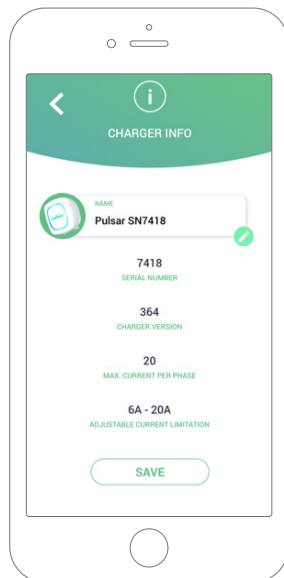 CHARGER INFO
NAME
Pulsar SN7418
7418
SERIAL NUMBER
364
CHARGER VERSION
20
MAX. CURRENT PER PHASE
6A - 20A
ADJUSTABLE CURRENT LIMITATION
SAVE